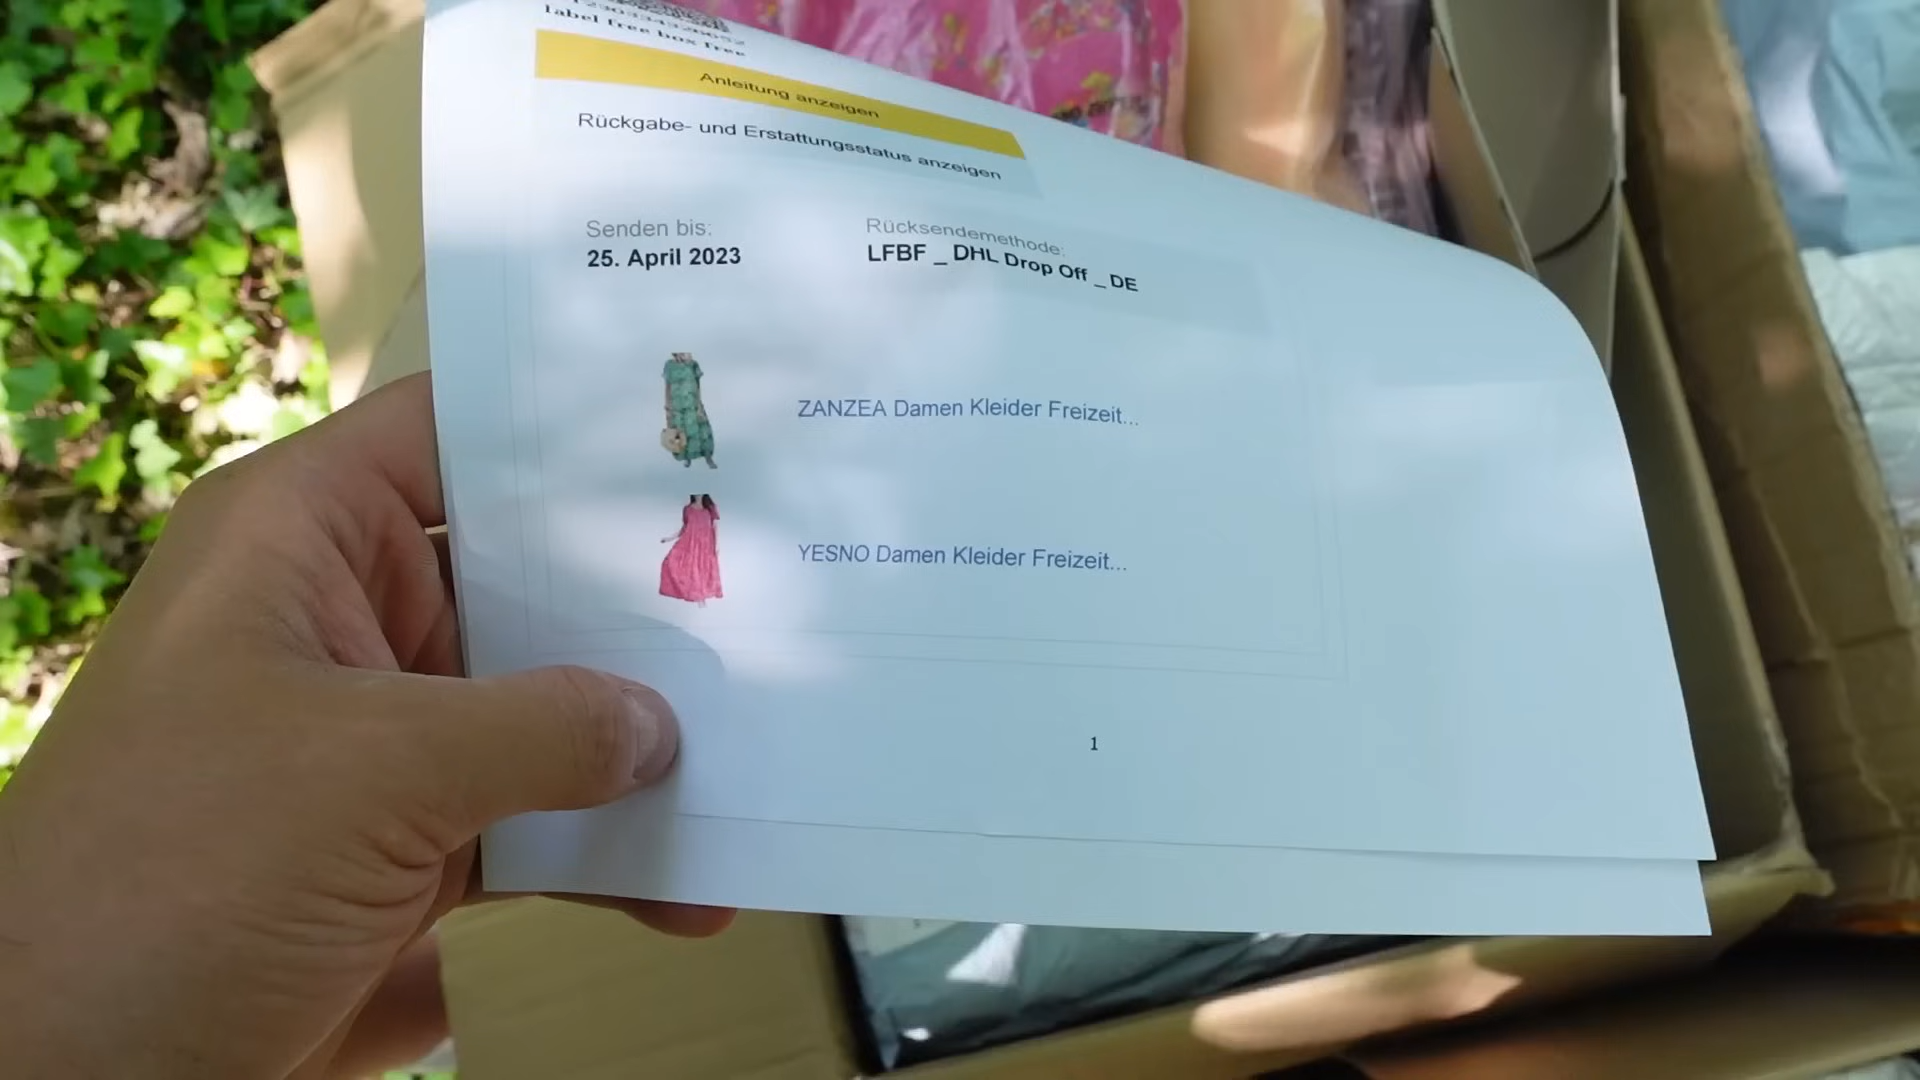 label free box free
Anleitung anzeigen
Rückgabe- und Erstattungsstatus anzeigen
Senden bis:
25. April 2023
Rücksendemethode:
LFBF _ DHL Drop Off _ DE
ZANZEA Damen Kleider Freizeit...
YESNO Damen Kleider Freizeit...
1